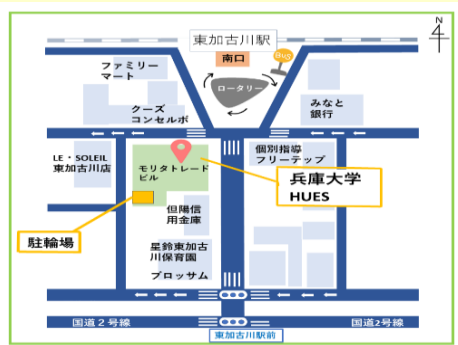 N
4
東加古川駅
南口
Bus
ファミリー
マート
ロータリー
クーズ
コンセルボ
みなと
銀行
LE・SOLEIL
東加古川店
モリタトレード
ビル
個別指導
フリーテップ
兵庫大学
HUES
但陽信
用金庫
駐輪場
星鈴東加古
川保育園
ブロッサム
国道2号線
国道2号線
東加古川駅前